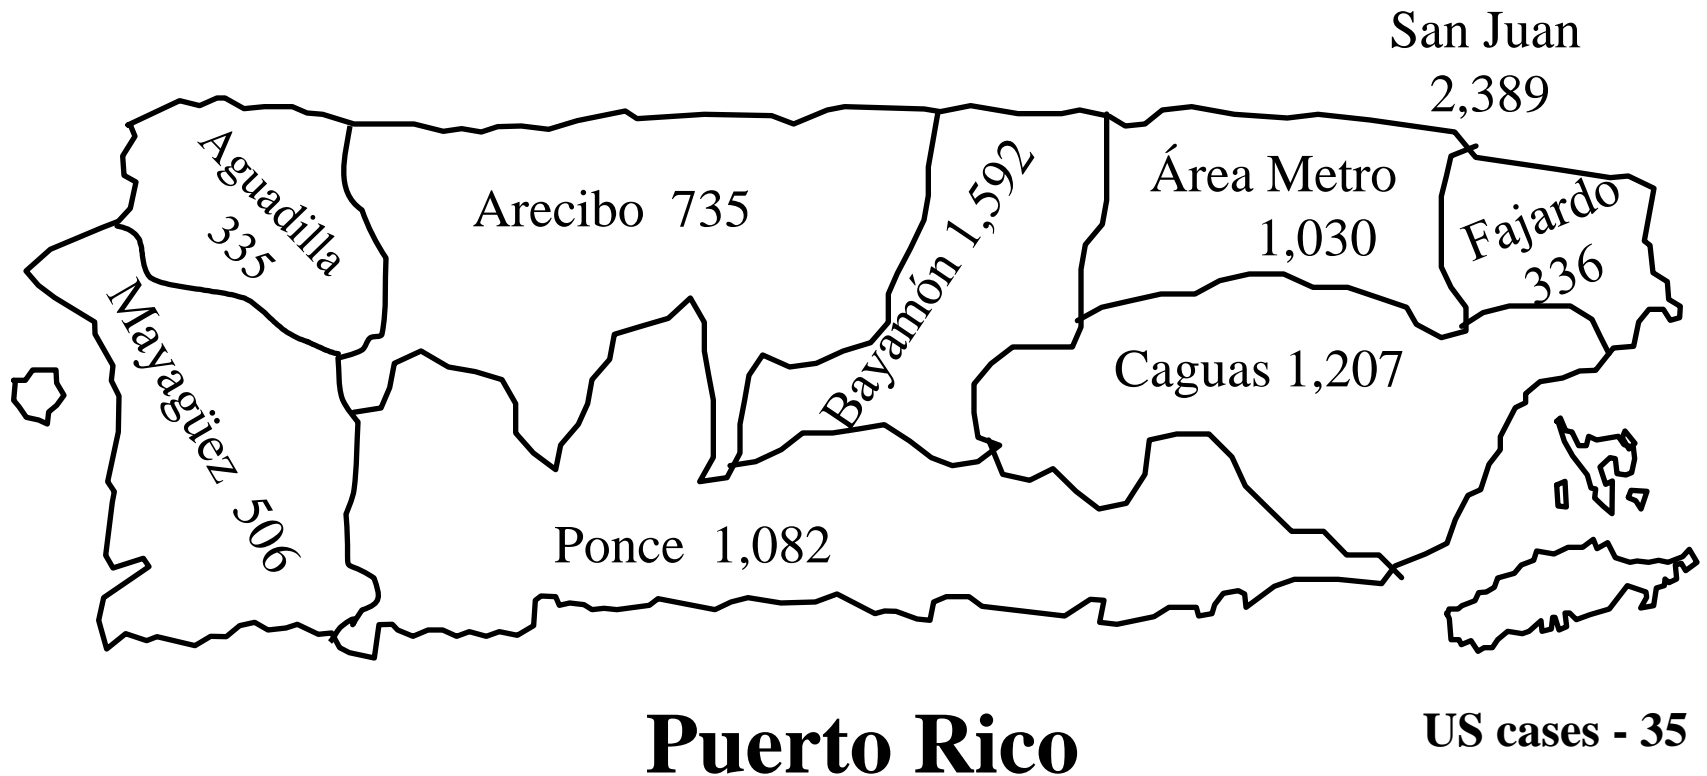 San Juan
2,389
Aguadilla
335
Arecibo 735
Bayamón 1,592
Área Metro
1,030
Fajardo
336
Mayagüez 506
Caguas 1,207
Ponce 1,082
Puerto Rico
US cases - 35